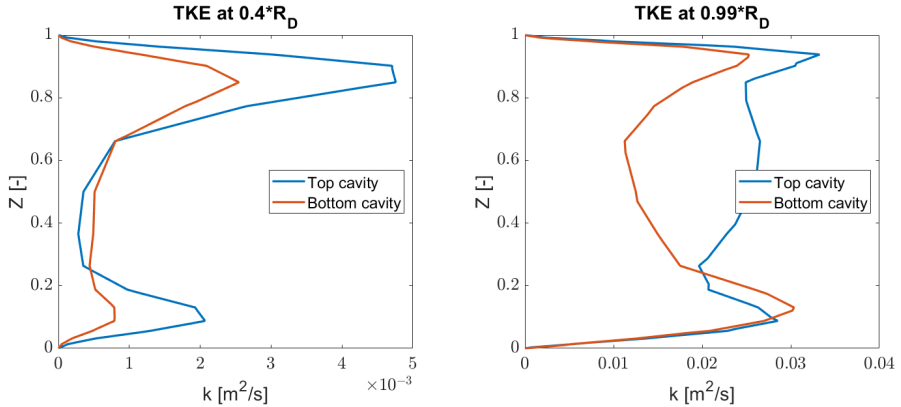 TKE at 0.4*R_D
1
0.8
0.6
0.4
0.2
0
Z [-]
Top cavity
Bottom cavity
0
1
2
3
4
5
×10⁻³
k [m²/s]
TKE at 0.99*R_D
1
0.8
0.6
0.4
0.2
0
Z [-]
Top cavity
Bottom cavity
0
0.01
0.02
0.03
0.04
k [m²/s]